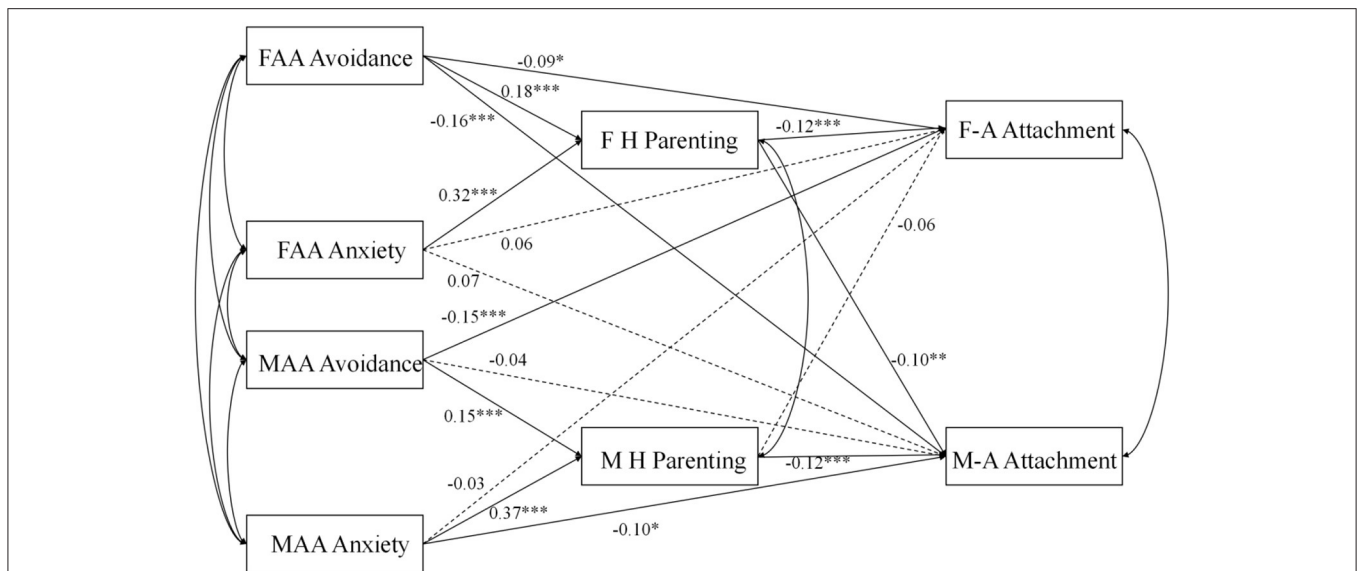 FAA Avoidance
-0.09*
0.18***
-0.16***
F H Parenting
-0.12***
F-A Attachment
0.32***
FAA Anxiety
0.06
-0.06
0.07
-0.15***
MAA Avoidance
-0.04
-0.10**
0.15***
M H Parenting
-0.12***
M-A Attachment
-0.03
0.37***
-0.10*
MAA Anxiety